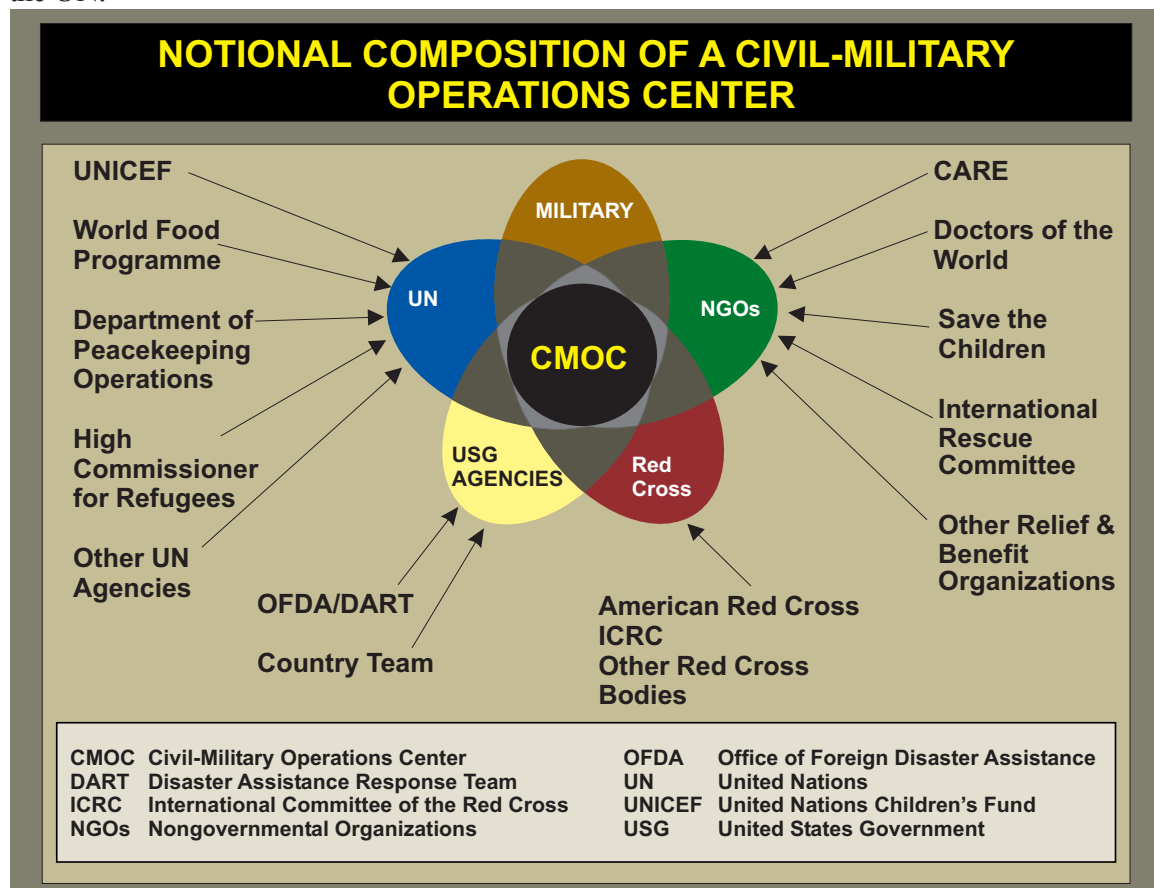 the UN.
NOTIONAL COMPOSITION OF A CIVIL-MILITARY
OPERATIONS CENTER
UNICEF
World Food
Programme
Department of
Peacekeeping
Operations
High
Commissioner
for Refugees
Other UN
Agencies
MILITARY
UN
NGOs
CMOC
USG
AGENCIES
Red
Cross
CARE
Doctors of the
World
Save the
Children
International
Rescue
Committee
Other Relief &
Benefit
Organizations
OFDA/DART
Country Team
American Red Cross
ICRC
Other Red Cross
Bodies
CMOC Civil-Military Operations Center
DART Disaster Assistance Response Team
ICRC International Committee of the Red Cross
NGOs Nongovernmental Organizations
OFDA Office of Foreign Disaster Assistance
UN United Nations
UNICEF United Nations Children's Fund
USG United States Government